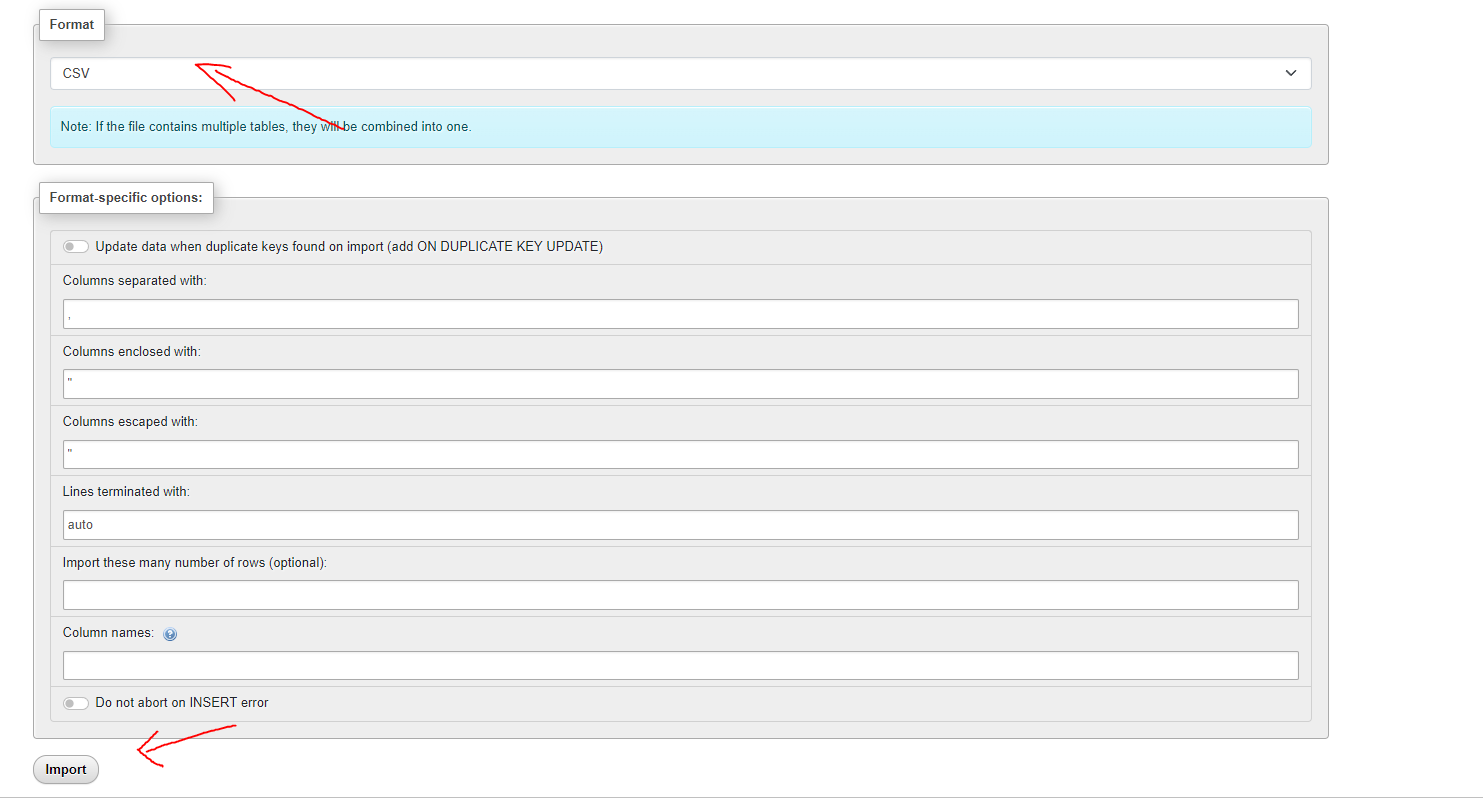 Format
CSV
Note: If the file contains multiple tables, they will be combined into one.
Format-specific options:
Update data when duplicate keys found on import (add ON DUPLICATE KEY UPDATE)
Columns separated with:
,
Columns enclosed with:
"
Columns escaped with:
"
Lines terminated with:
auto
Import these many number of rows (optional):
Column names:
Do not abort on INSERT error
Import